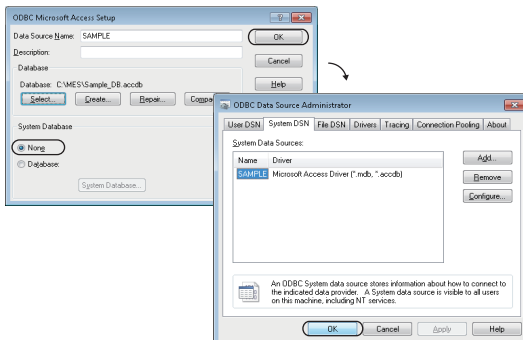 ODBC Microsoft Access Setup
Data Source Name: SAMPLE
OK
Description:
Cancel
Database
Database: C:\MES\Sample_DB.accdb
Help
Select... Create... Repair... Compa
System Database
None
Database:
System Database...
ODBC Data Source Administrator
User DSN System DSN File DSN Drivers Tracing Connection Pooling About
System Data Sources:
Name Driver
SAMPLE Microsoft Access Driver (*.mdb, *.accdb)
Add...
Remove
Configure...
An ODBC System data source stores information about how to connect to
the indicated data provider. A System data source is visible to all users
on this machine, including NT services.
OK Cancel Apply Help